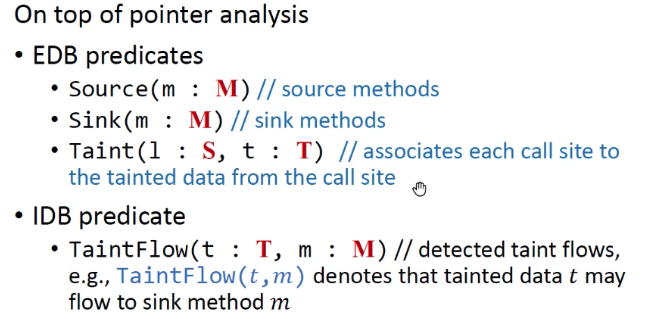 On top of pointer analysis
• EDB predicates
• Source(m : M) // source methods
• Sink(m : M) // sink methods
• Taint(l : S, t : T) // associates each call site to
the tainted data from the call site
• IDB predicate
• TaintFlow(t : T, m : M) // detected taint flows,
e.g., TaintFlow(t,m) denotes that tainted data t may
flow to sink method m